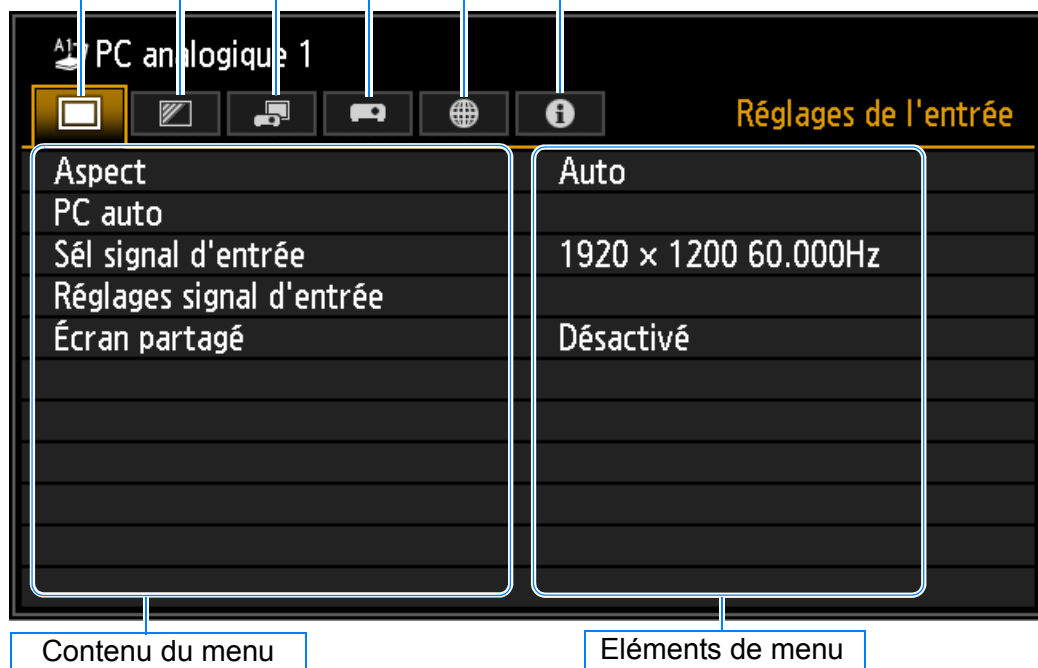 A1 PC analogique 1
Réglages de l'entrée
Aspect Auto
PC auto
Sél signal d'entrée 1920 × 1200 60.000Hz
Réglages signal d'entrée
Écran partagé Désactivé
Contenu du menu Eléments de menu